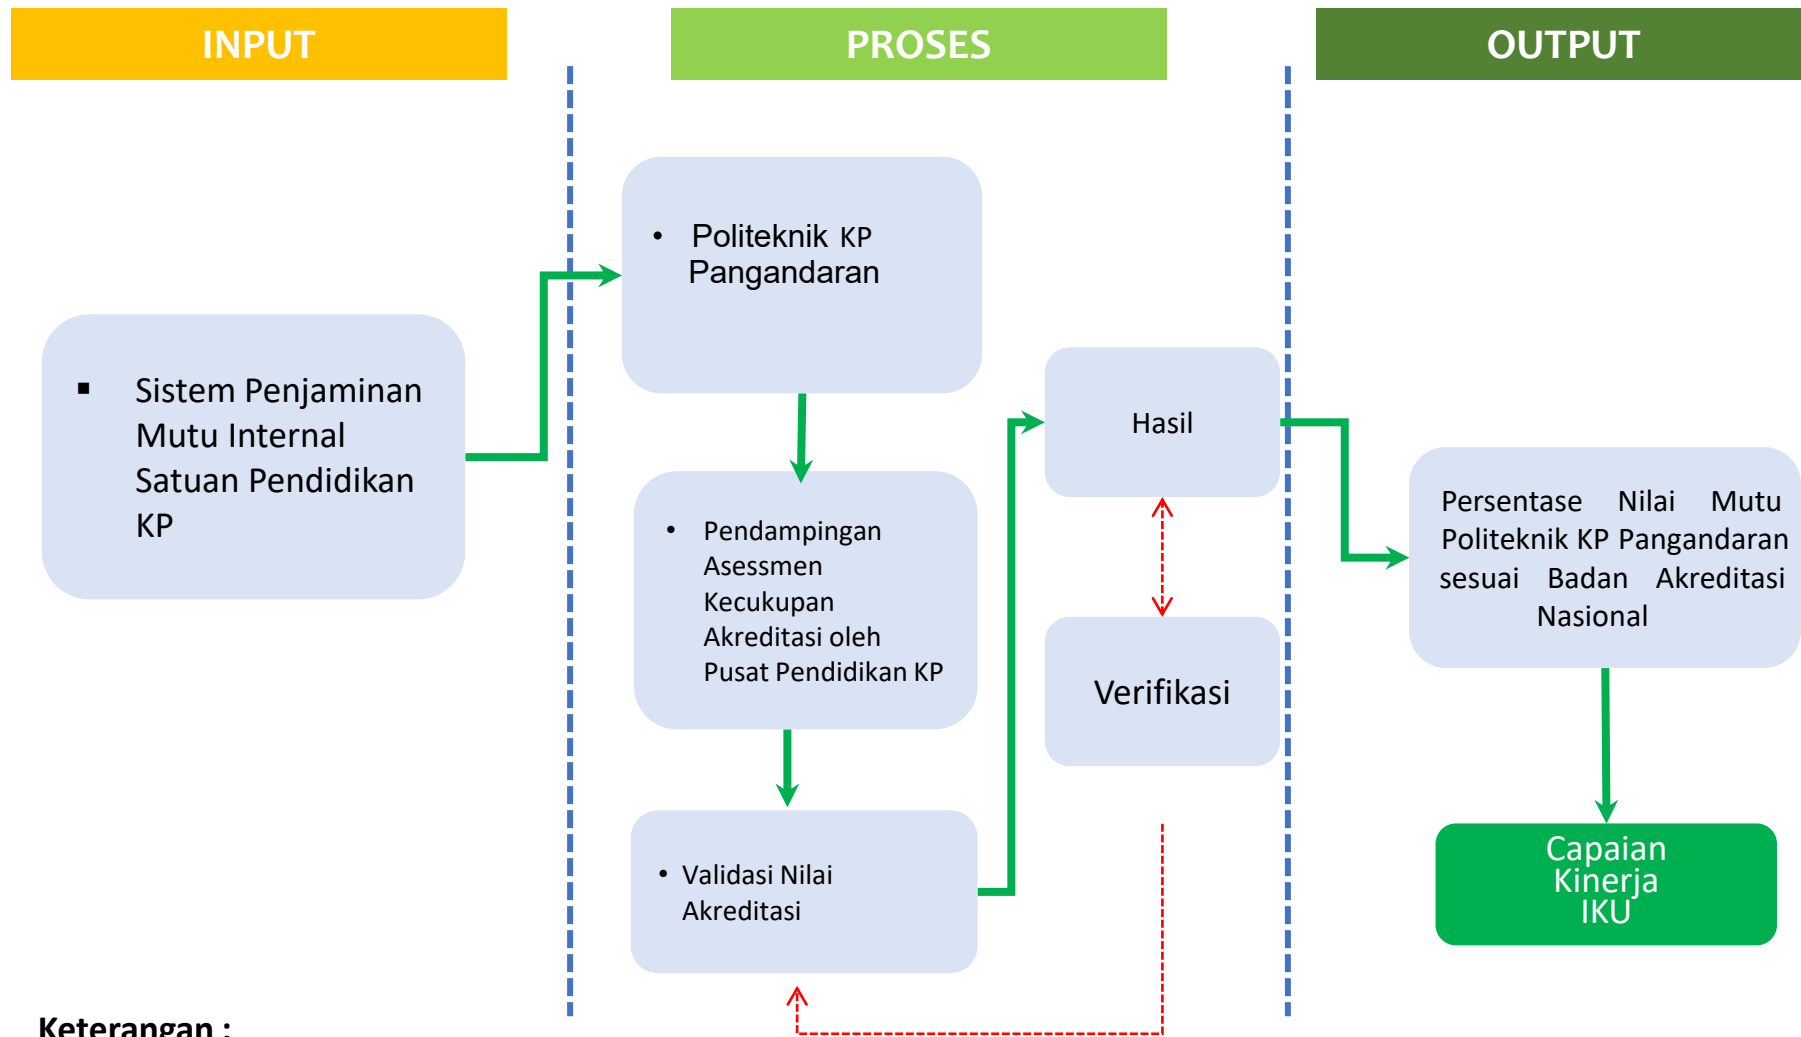 INPUT
PROSES
OUTPUT
▪ Sistem Penjaminan
Mutu Internal
Satuan Pendidikan
KP
• Politeknik KP
Pangandaran
• Pendampingan
Asessmen
Kecukupan
Akreditasi oleh
Pusat Pendidikan KP
• Validasi Nilai
Akreditasi
Hasil
Verifikasi
Persentase Nilai Mutu
Politeknik KP Pangandaran
sesuai Badan Akreditasi
Nasional
Capaian
Kinerja
IKU
Keterangan :